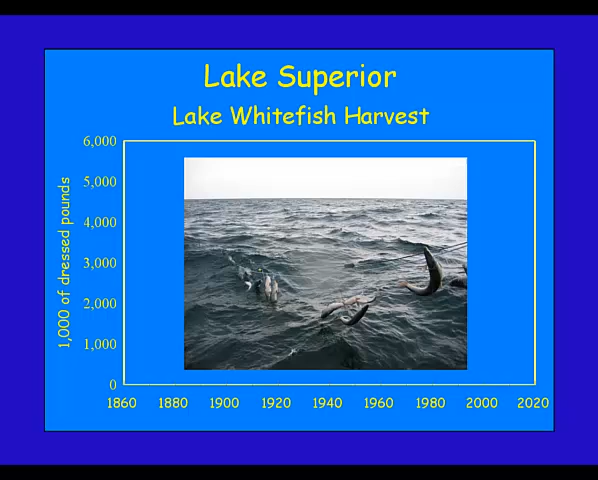 Lake Superior
Lake Whitefish Harvest
1,000 of dressed pounds
6,000
5,000
4,000
3,000
2,000
1,000
0
1860 1880 1900 1920 1940 1960 1980 2000 2020